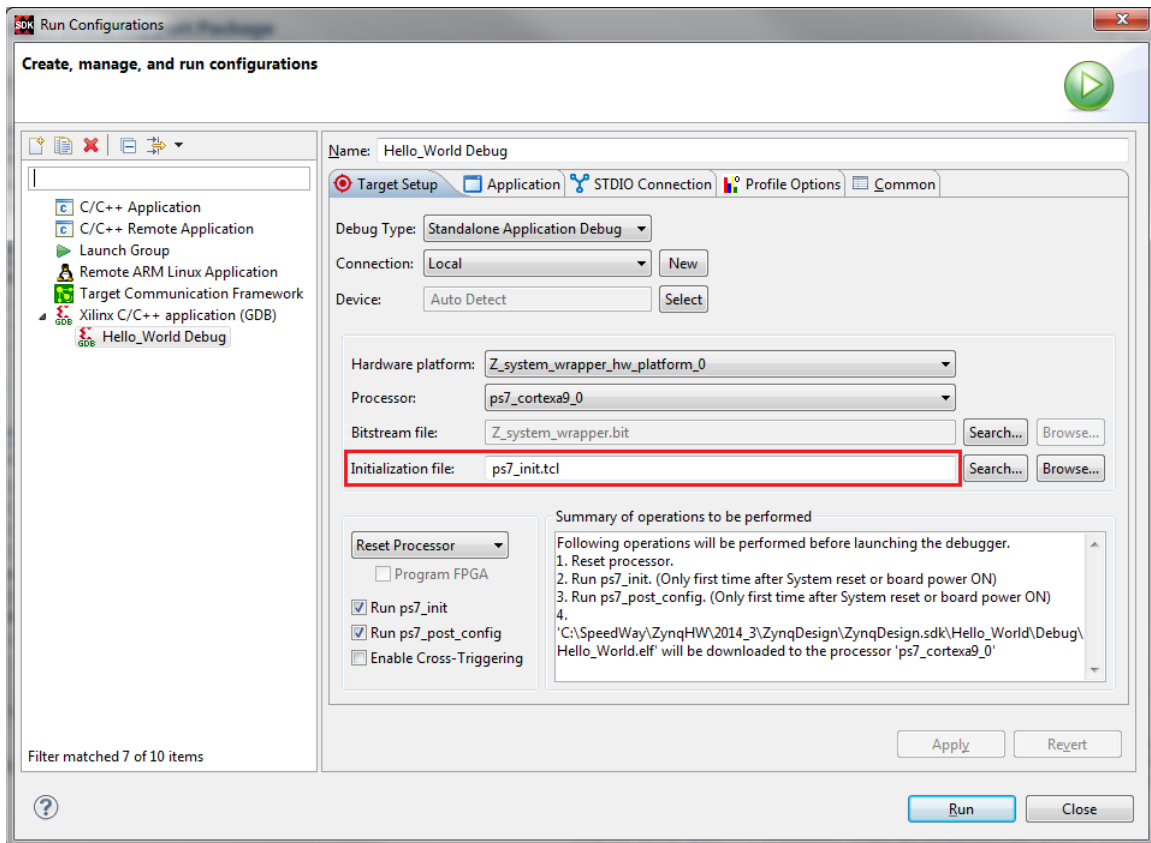 SDK Run Configurations
Create, manage, and run configurations
Name: Hello_World Debug
Target Setup Application STDIO Connection Profile Options Common
C/C++ Application
C/C++ Remote Application
Launch Group
Remote ARM Linux Application
Target Communication Framework
GDB Xilinx C/C++ application (GDB)
GDB Hello_World Debug
Filter matched 7 of 10 items
Debug Type: Standalone Application Debug
Connection: Local New
Device: Auto Detect Select
Hardware platform: Z_system_wrapper_hw_platform_0
Processor: ps7_cortexa9_0
Bitstream file: Z_system_wrapper.bit Search... Browse...
Initialization file: ps7_init.tcl Search... Browse...
Reset Processor
Program FPGA
Run ps7_init
Run ps7_post_config
Enable Cross-Triggering
Summary of operations to be performed
Following operations will be performed before launching the debugger.
1. Reset processor.
2. Run ps7_init. (Only first time after System reset or board power ON)
3. Run ps7_post_config. (Only first time after System reset or board power ON)
4.
'C:\SpeedWay\ZynqHW\2014_3\ZynqDesign\ZynqDesign.sdk\Hello_World\Debug\
Hello_World.elf' will be downloaded to the processor 'ps7_cortexa9_0'
Apply Revert
Run Close